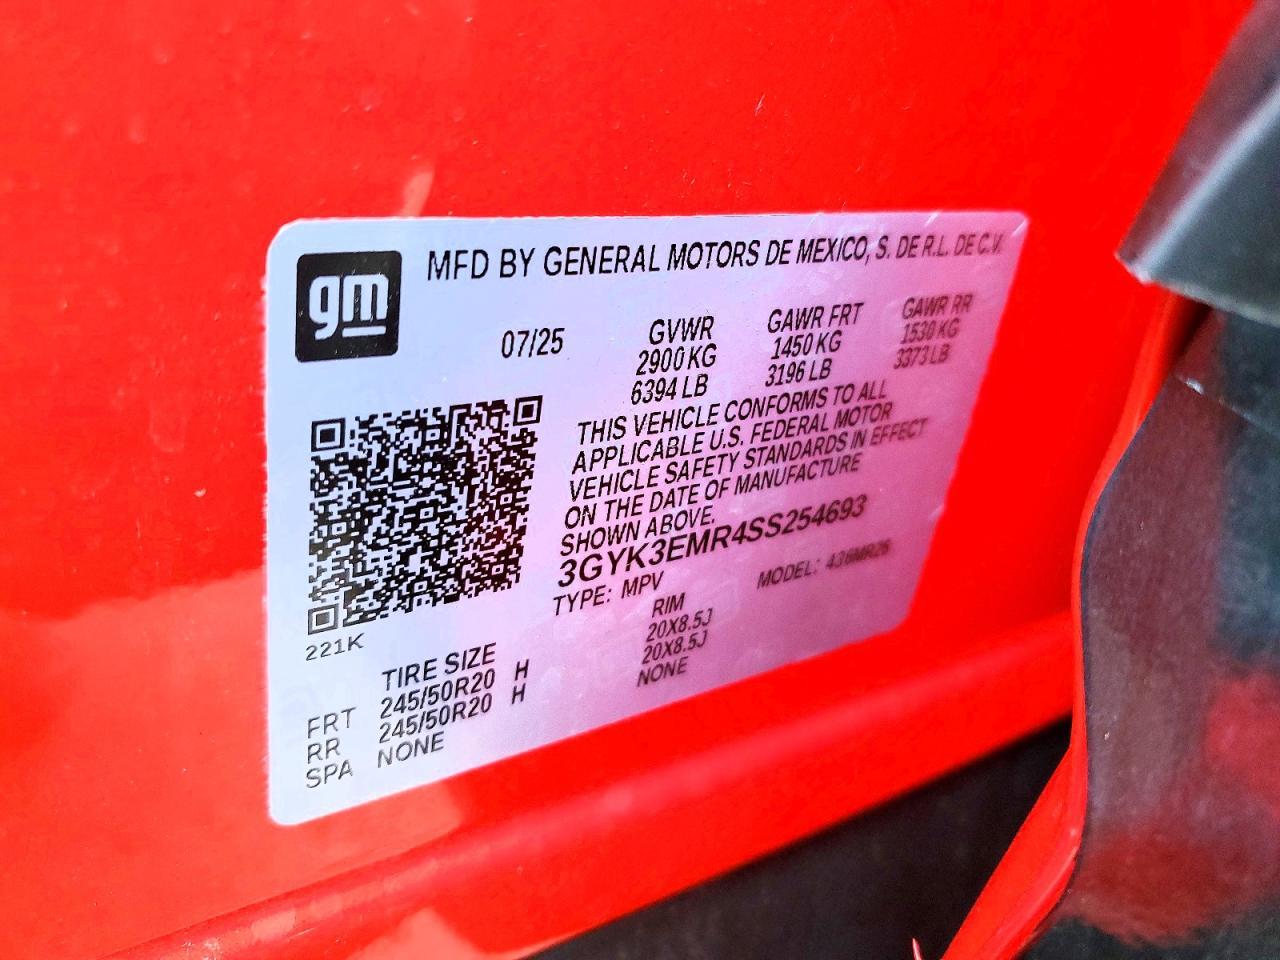 gm
MFD BY GENERAL MOTORS DE MEXICO, S. DE R.L. DE C.V.
07/25
GVWR GAWR FRT GAWR RR
2900 KG 1450 KG 1530 KG
6394 LB 3196 LB 3373 LB
THIS VEHICLE CONFORMS TO ALL
APPLICABLE U.S. FEDERAL MOTOR
VEHICLE SAFETY STANDARDS IN EFFECT
ON THE DATE OF MANUFACTURE
SHOWN ABOVE.
3GYK3EMR4SS254693
TYPE: MPV MODEL: 436MR26
221K
TIRE SIZE RIM
FRT 245/50R20 H 20X8.5J
RR 245/50R20 H 20X8.5J
SPA NONE NONE